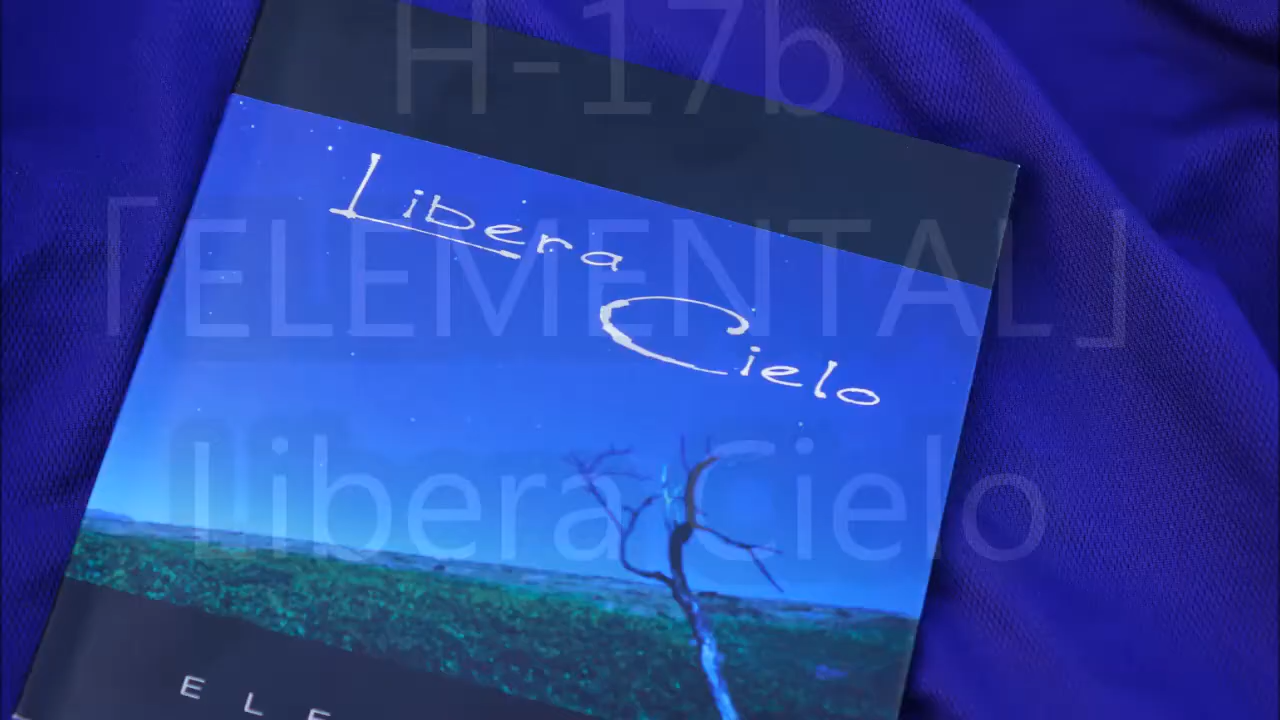 H-17b
Libera
Cielo
「ELEMENTAL」
Libera Cielo
E L E